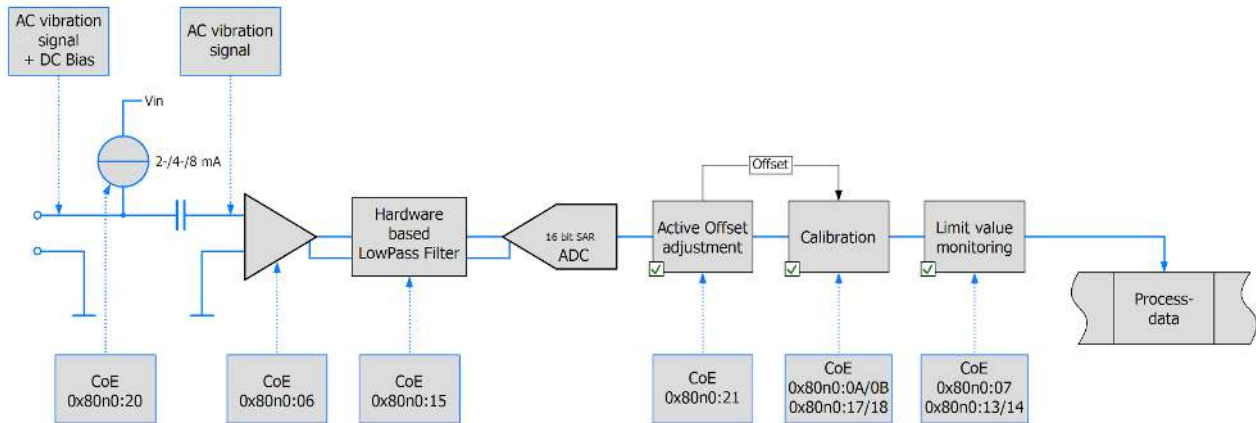 AC vibration
signal
+ DC Bias
AC vibration
signal
Vin
2-/4-/8 mA
Offset
Hardware
based
LowPass Filter
16 bit SAR
ADC
Active Offset
adjustment
Calibration
Limit value
monitoring
Process-
data
CoE
0x80n0:20
CoE
0x80n0:06
CoE
0x80n0:15
CoE
0x80n0:21
CoE
0x80n0:0A/0B
0x80n0:17/18
CoE
0x80n0:07
0x80n0:13/14